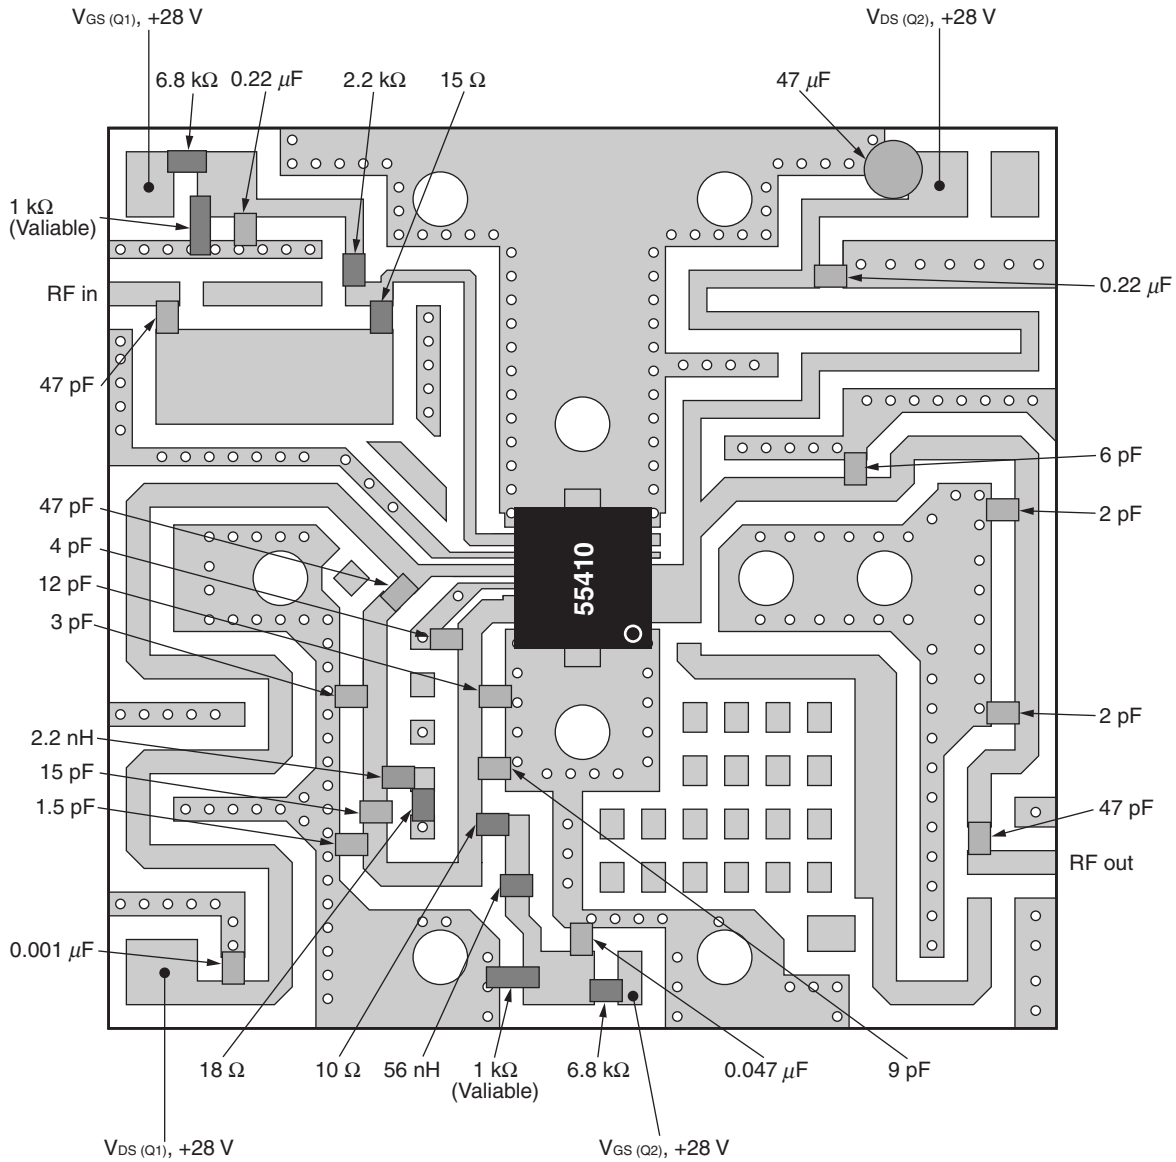 VGS (Q1), +28 V
VDS (Q2), +28 V
6.8 kΩ
0.22 μF
2.2 kΩ
15 Ω
47 μF
1 kΩ
(Valiable)
RF in
0.22 μF
47 pF
6 pF
47 pF
2 pF
4 pF
12 pF
3 pF
55410
2 pF
2.2 nH
15 pF
1.5 pF
47 pF
RF out
0.001 μF
18 Ω
10 Ω
56 nH
1 kΩ
(Valiable)
6.8 kΩ
0.047 μF
9 pF
VDS (Q1), +28 V
VGS (Q2), +28 V